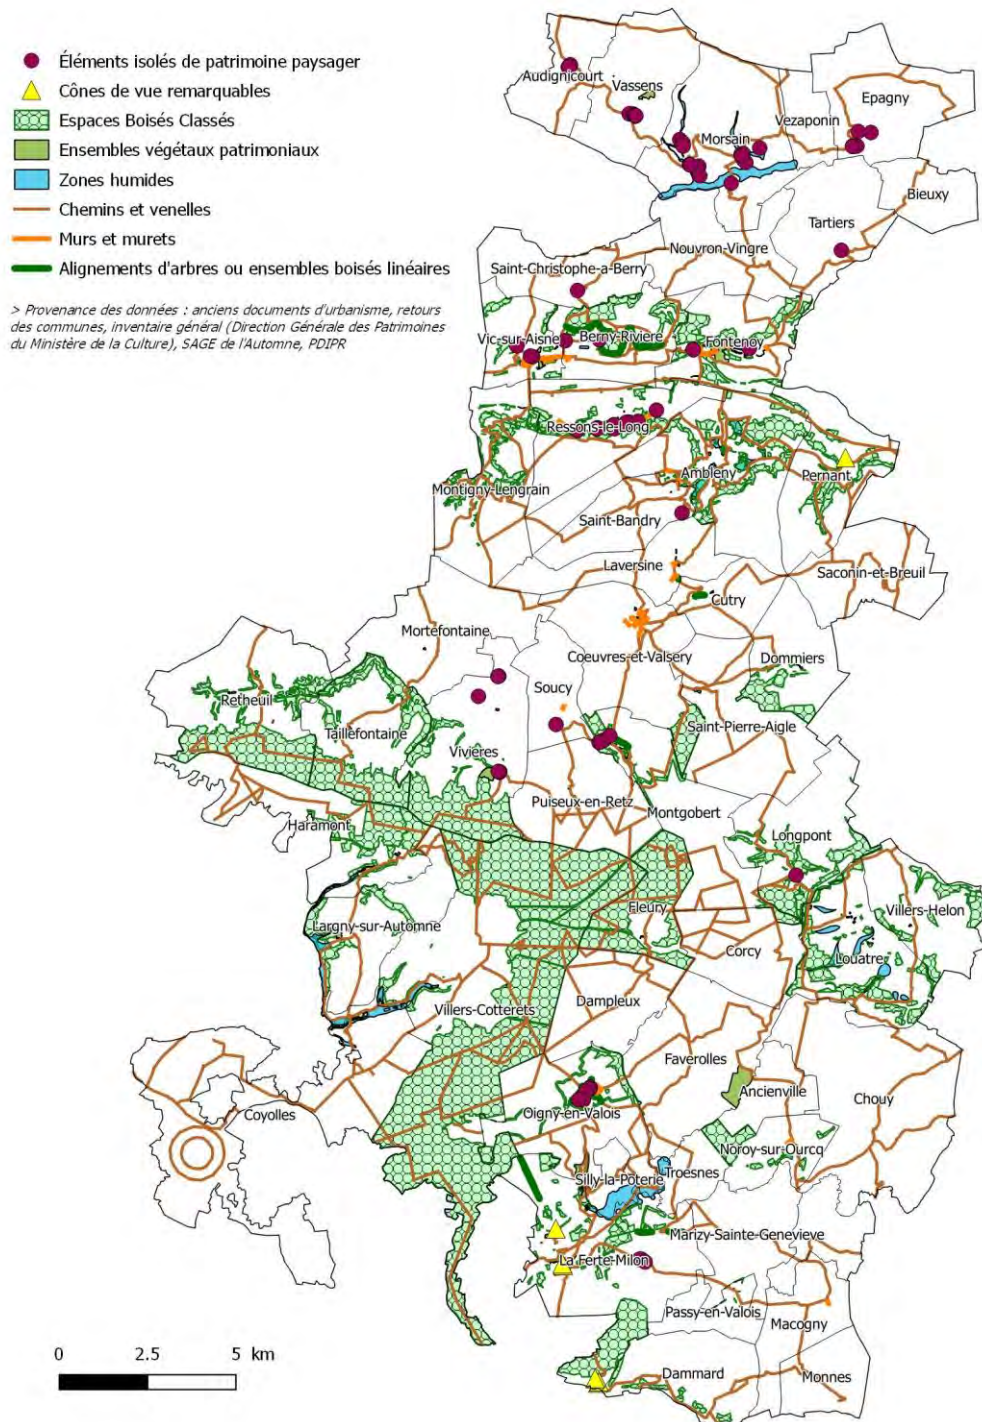 Éléments isolés de patrimoine paysager
Cônes de vue remarquables
Espaces Boisés Classés
Ensembles végétaux patrimoniaux
Zones humides
Chemins et venelles
Murs et murets
Alignements d'arbres ou ensembles boisés linéaires
> Provenance des données : anciens documents d'urbanisme, retours
des communes, inventaire général (Direction Générale des Patrimoines
du Ministère de la Culture), SAGE de l'Automne, PDIPR
Audignicourt
Vassens
Epagny
Vezaponin
Morsain
Bieuxy
Tartiers
Nouvron-Vingre
Saint-Christophe-a-Berry
Vic-sur-Aisne
Berny-Riviere
Fontenoy
Ressons-le-Long
Ambleny
Pernant
Montigny-Lengrain
Saint-Bandry
Laversine
Saconin-et-Breuil
Cutry
Mortefontaine
Coeuvres-et-Valsery
Dommiers
Retheuil
Soucy
Taillefontaine
Saint-Pierre-Aigle
Vivières
Puiseux-en-Retz
Montgobert
Haramont
Longpont
Fleury
Villers-Helon
Largny-sur-Automne
Corcy
Louatre
Villers-Cotterets
Dampleux
Faverolles
Ancienville
Chouy
Coyolles
Oigny-en-Valois
Noroy-sur-Ourcq
Silly-la-Poterie
Troesnes
Marizy-Sainte-Genevieve
La Ferte-Milon
Passy-en-Valois
Macogny
Dammard
Monnes
0 2.5 5 km